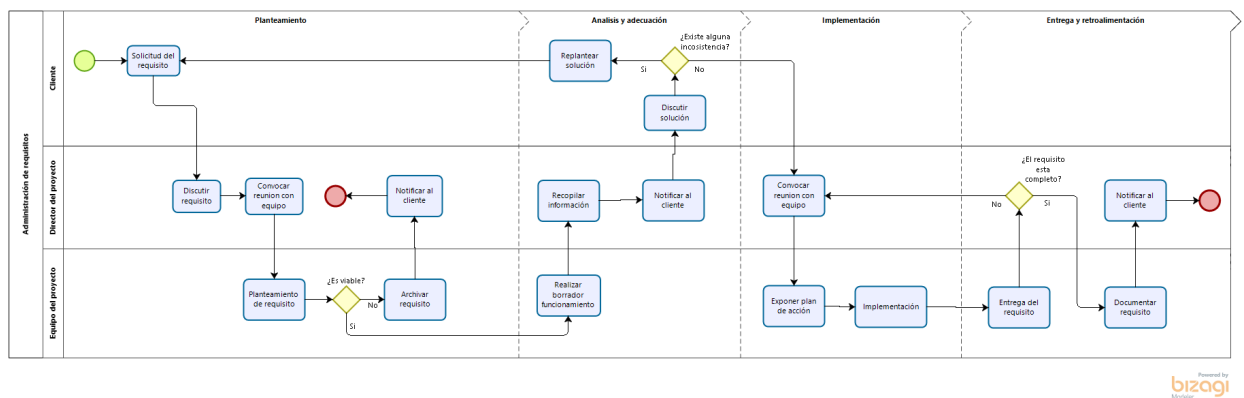 Planteamiento
Analisis y adecuación
Implementación
Entrega y retroalimentación
Administración de requisitos
Cliente
Solicitud del
requisito
Replantear
solución
¿Existe alguna
incosistencia?
Si
No
Discutir
solución
Director del proyecto
Discutir
requisito
Convocar
reunion con
equipo
Notificar al
cliente
Recopilar
información
Notificar al
cliente
Convocar
reunion con
equipo
¿El requisito
esta
completo?
No
Si
Notificar al
cliente
Equipo del proyecto
Planteamiento
de requisito
¿Es viable?
No
Si
Archivar
requisito
Realizar
borrador
funcionamiento
Exponer plan
de acción
Implementación
Entrega del
requisito
Documentar
requisito
Powered by
bizagi
Modeler